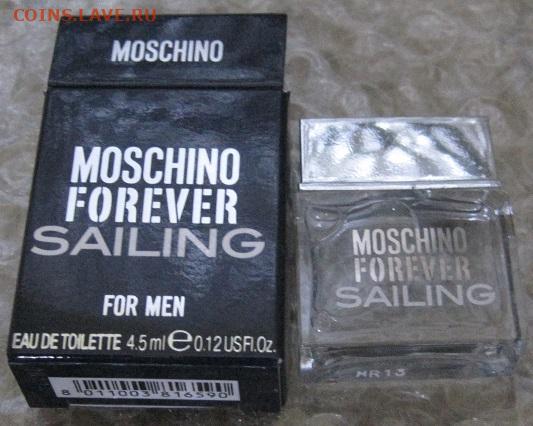 COINS.LAVE.RU
MOSCHINO
MOSCHINO
FOREVER
SAILING
FOR MEN
EAU DE TOILETTE 4.5 ml e 0.12 US Fl.Oz.
8 011003 816590
MOSCHINO
FOREVER
SAILING
MR13